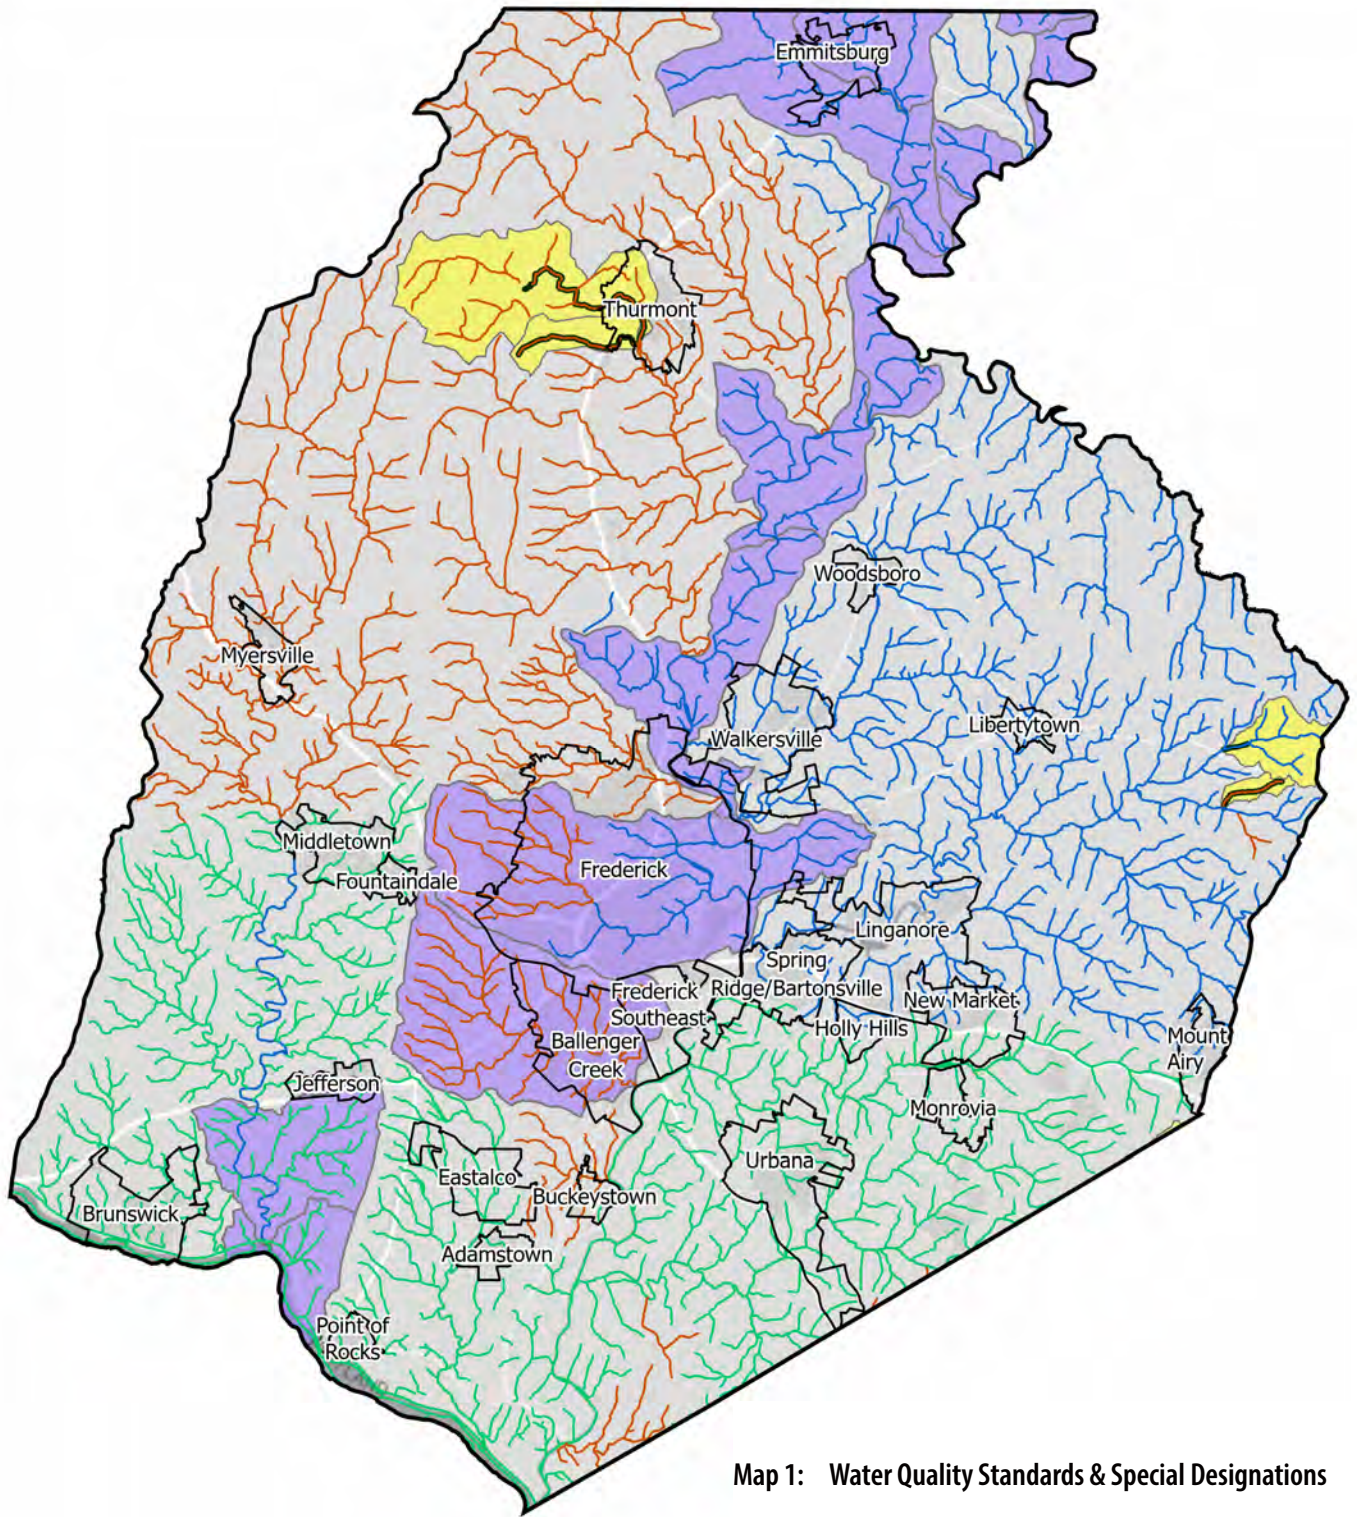 Emmitsburg
Thurmont
Woodsboro
Myersville
Libertytown
Walkersville
Middletown
Frederick
Fountaindale
Linganore
Spring
Ridge/Bartonsville
Frederick
Southeast
New Market
Holly Hills
Mount
Airy
Ballenger
Creek
Jefferson
Monrovia
Urbana
Eastalco
Buckeystown
Brunswick
Adamstown
Point of
Rocks
Map 1: Water Quality Standards & Special Designations